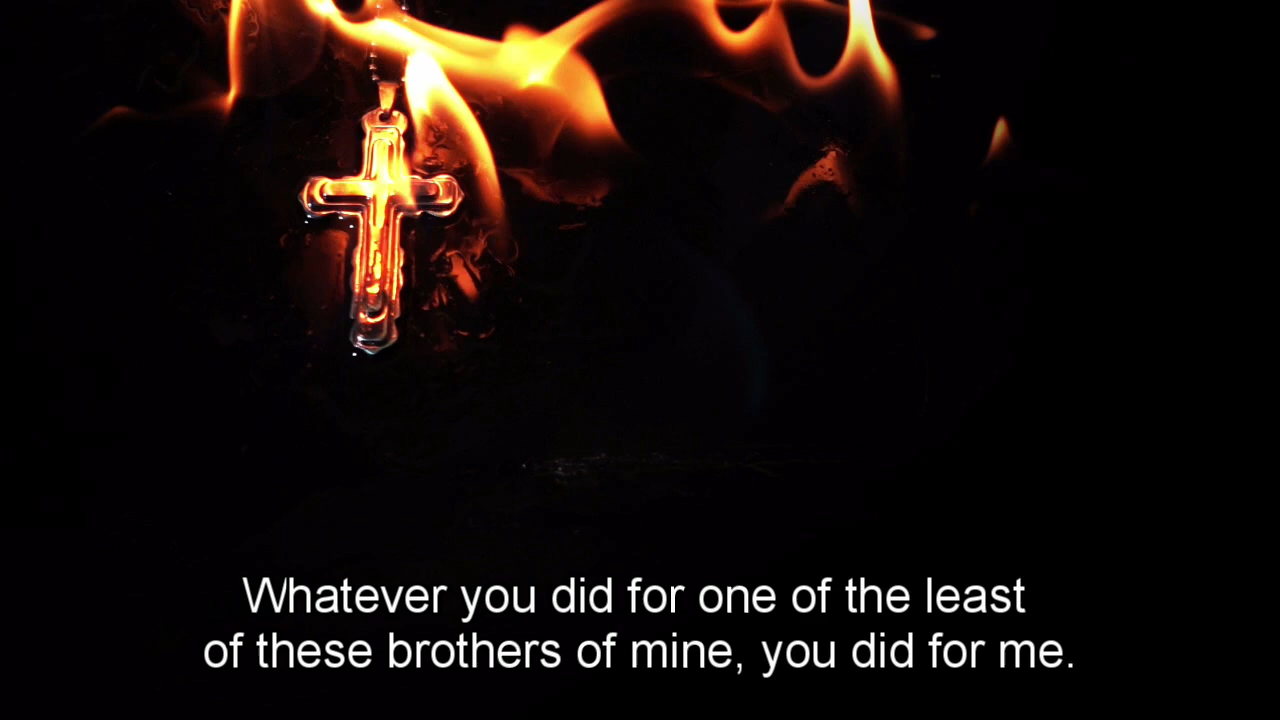 Whatever you did for one of the least
of these brothers of mine, you did for me.